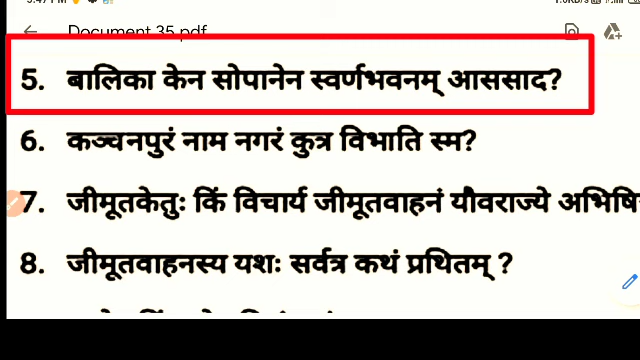 Document 35.pdf
5. बालिका केन सोपानेन स्वर्णभवनम् आससाद?
6. कञ्चनपुरं नाम नगरं कुत्र विभाति स्म?
7. जीमूतकेतुः किं विचार्य जीमूतवाहनं यौवराज्ये
8. जीमूतवाहनस्य यशः सर्वत्र कथं प्रथितम् ?